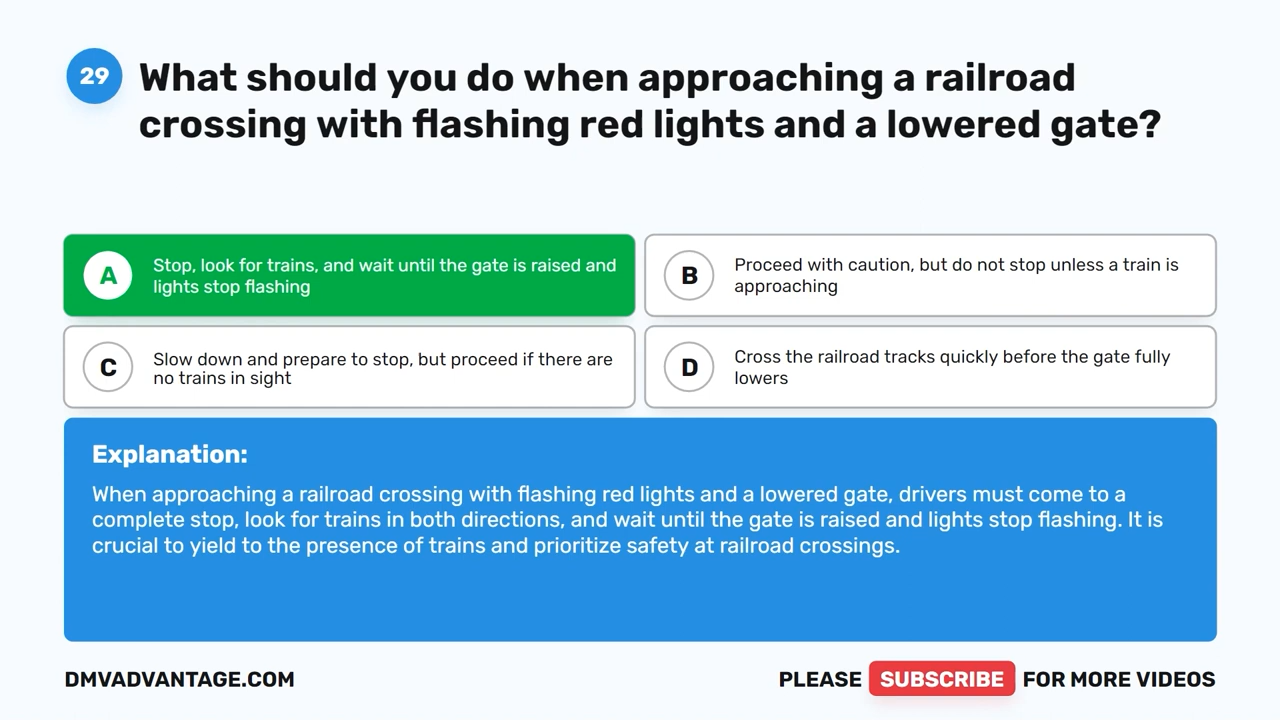 29
What should you do when approaching a railroad
crossing with flashing red lights and a lowered gate?
A
Stop, look for trains, and wait until the gate is raised and
lights stop flashing
B
Proceed with caution, but do not stop unless a train is
approaching
C
Slow down and prepare to stop, but proceed if there are
no trains in sight
D
Cross the railroad tracks quickly before the gate fully
lowers
Explanation:
When approaching a railroad crossing with flashing red lights and a lowered gate, drivers must come to a
complete stop, look for trains in both directions, and wait until the gate is raised and lights stop flashing. It is
crucial to yield to the presence of trains and prioritize safety at railroad crossings.
DMVADVANTAGE.COM
PLEASE SUBSCRIBE FOR MORE VIDEOS